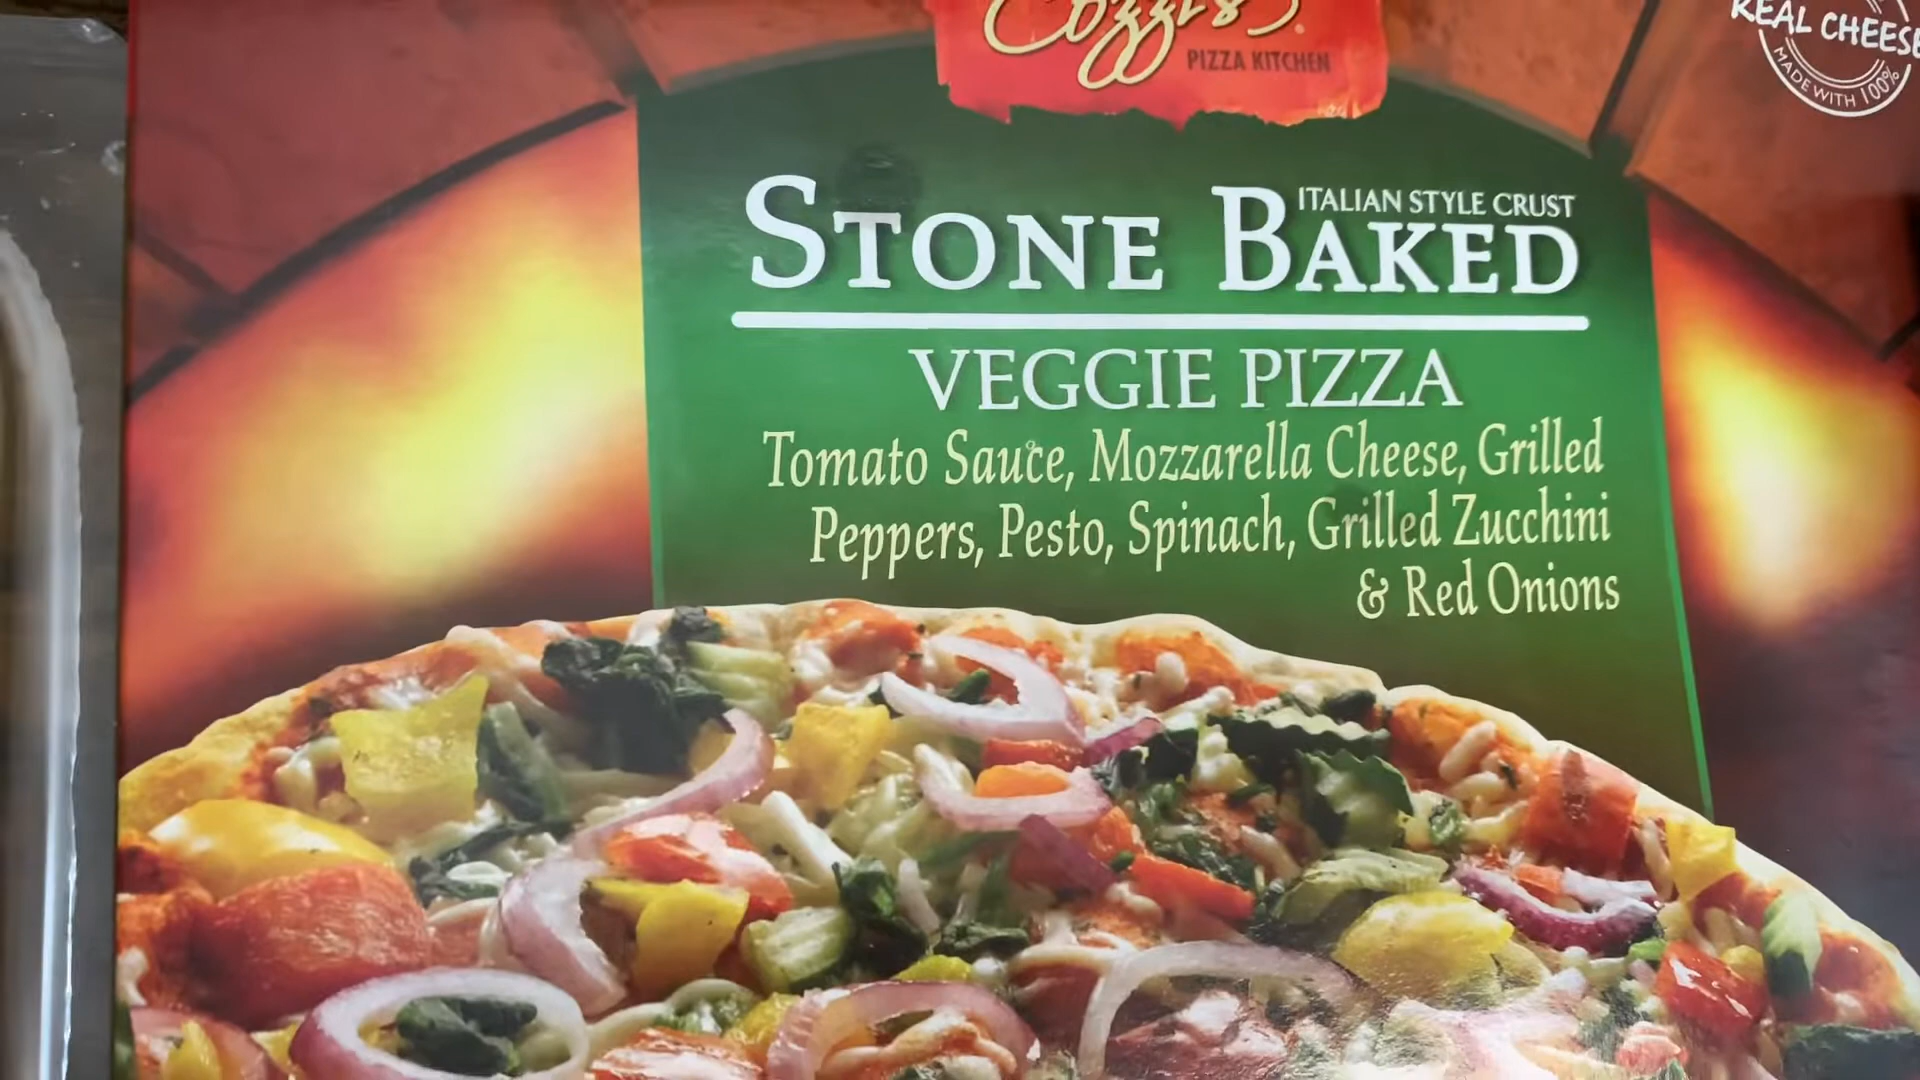 PIZZA KITCHEN
REAL CHEESE
MADE WITH 100%
ITALIAN STYLE CRUST
STONE BAKED
VEGGIE PIZZA
Tomato Sauce, Mozzarella Cheese, Grilled
Peppers, Pesto, Spinach, Grilled Zucchini
& Red Onions